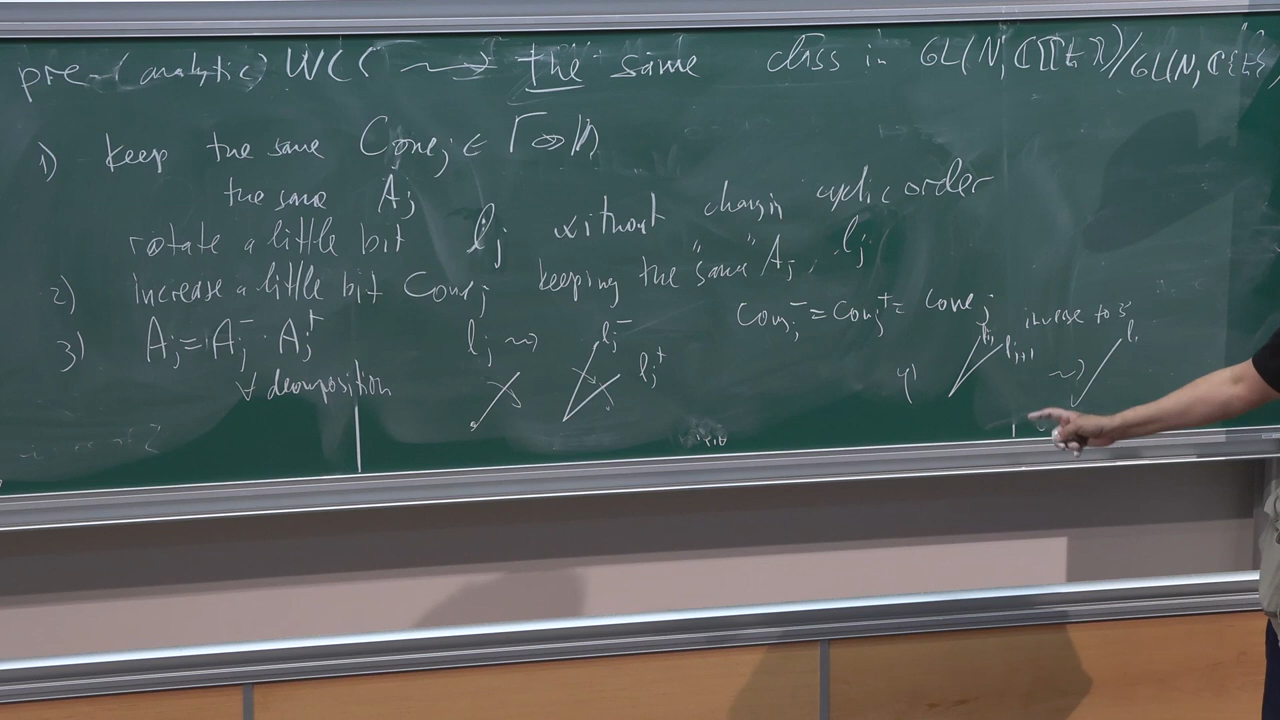 pre-(analytic) WCS ⟿ "the" same class in GL(N, ℂ[[t]])/GL(N, ℂ{t})
1) keep the same Cone_j ⊂ Γ⊗ℝ
the same A_j
rotate a little bit l_j without changing cyclic order
2) increase a little bit Cone_j keeping the "same" A_j, l_j
3) A_j = A_j^- · A_j^+ l_j ⟿ l_j^- l_j^+ Cone_j^- = Cone_j^+ = Cone_j
∀ decomposition
4) l_j l_{j+1} ⟿ l_j inverse to 3